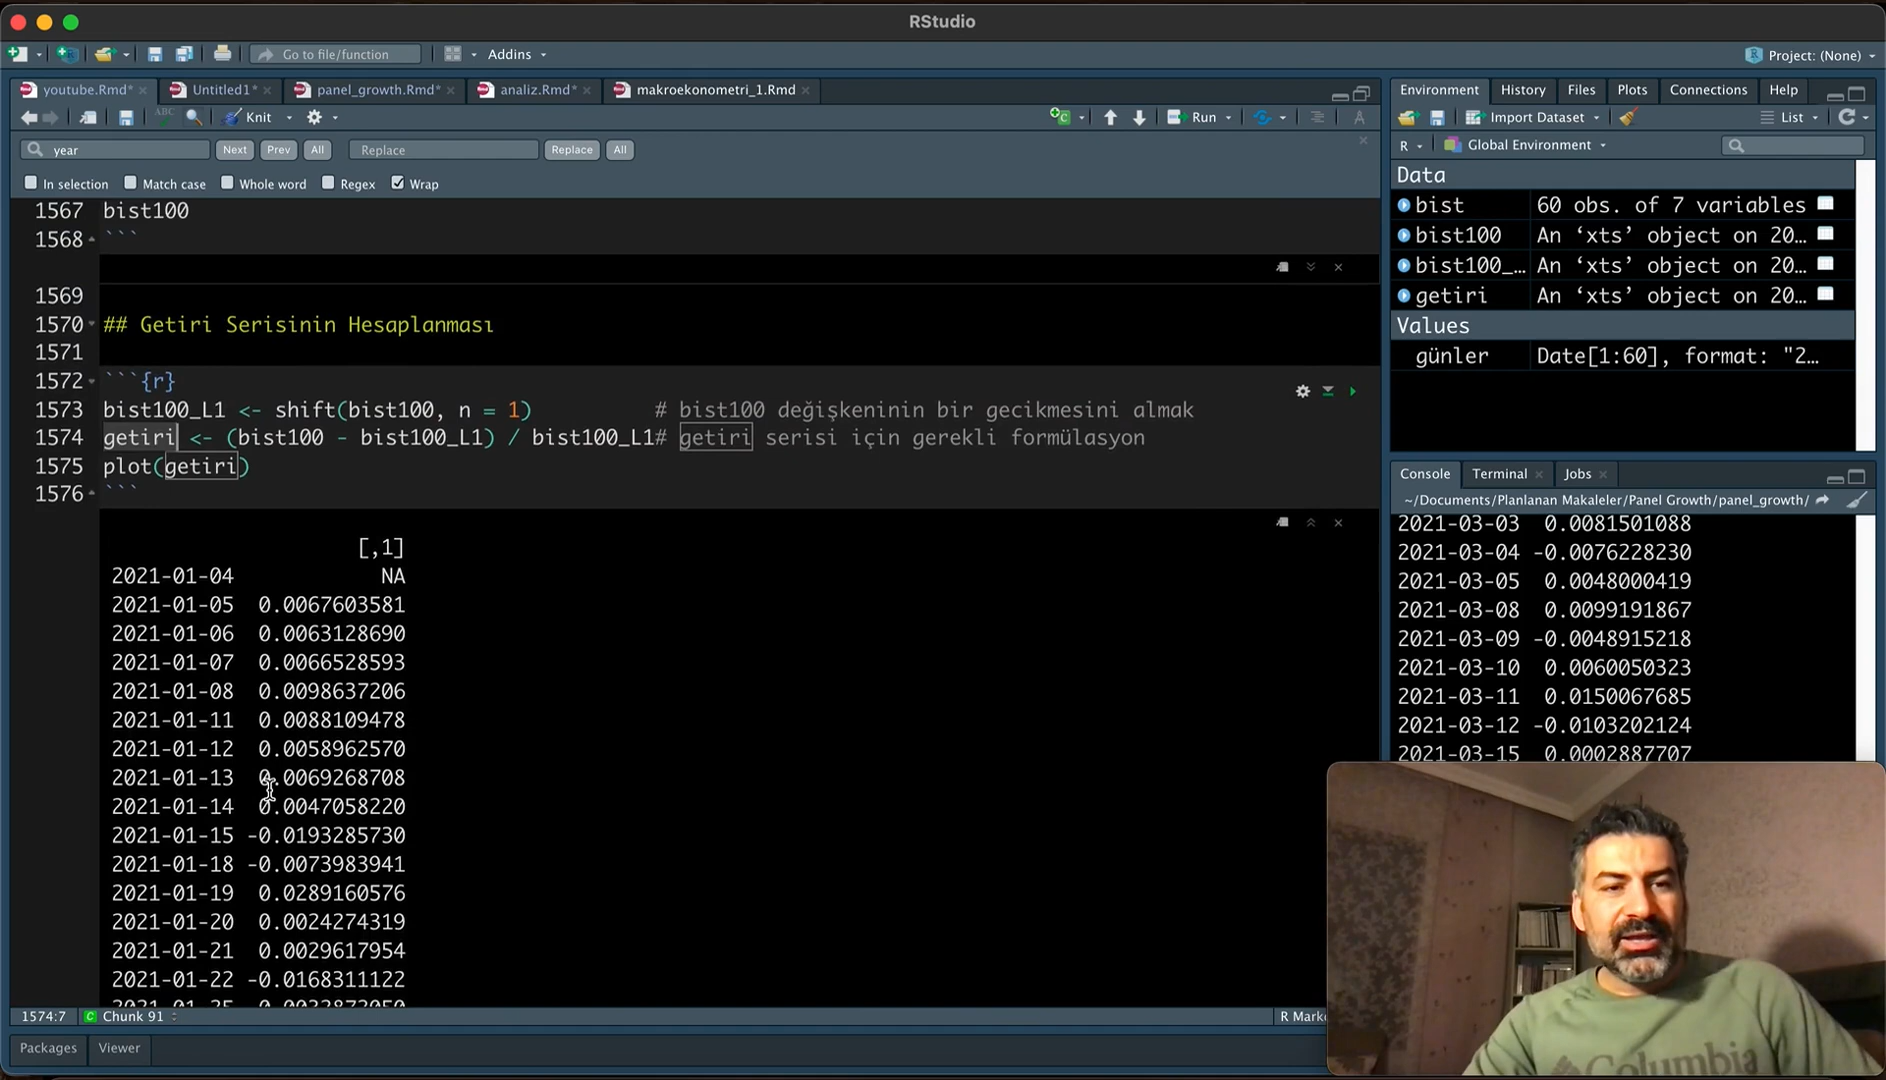 RStudio
Go to file/function
Addins
Project: (None)
youtube.Rmd*
Untitled1*
panel_growth.Rmd*
analiz.Rmd*
makroekonometri_1.Rmd
ABC
Knit
Run
year
Next
Prev
All
Replace
Replace
All
In selection
Match case
Whole word
Regex
Wrap
1567 bist100
1568 ```
1569
1570 ## Getiri Serisinin Hesaplanması
1571
1572 ```{r}
1573 bist100_L1 <- shift(bist100, n = 1) # bist100 değişkeninin bir gecikmesini almak
1574 getiri <- (bist100 - bist100_L1) / bist100_L1# getiri serisi için gerekli formülasyon
1575 plot(getiri)
1576 ```
[,1]
2021-01-04 NA
2021-01-05 0.0067603581
2021-01-06 0.0063128690
2021-01-07 0.0066528593
2021-01-08 0.0098637206
2021-01-11 0.0088109478
2021-01-12 0.0058962570
2021-01-13 0.0069268708
2021-01-14 0.0047058220
2021-01-15 -0.0193285730
2021-01-18 -0.0073983941
2021-01-19 0.0289160576
2021-01-20 0.0024274319
2021-01-21 0.0029617954
2021-01-22 -0.0168311122
1574:7
Chunk 91
R Mark
Packages
Viewer
Environment
History
Files
Plots
Connections
Help
Import Dataset
List
R
Global Environment
Data
bist 60 obs. of 7 variables
bist100 An ‘xts’ object on 20…
bist100_… An ‘xts’ object on 20…
getiri An ‘xts’ object on 20…
Values
günler Date[1:60], format: "2…
Console
Terminal
Jobs
~/Documents/Planlanan Makaleler/Panel Growth/panel_growth/
2021-03-03 0.0081501088
2021-03-04 -0.0076228230
2021-03-05 0.0048000419
2021-03-08 0.0099191867
2021-03-09 -0.0048915218
2021-03-10 0.0060050323
2021-03-11 0.0150067685
2021-03-12 -0.0103202124
2021-03-15 0.0002887707
Columbia